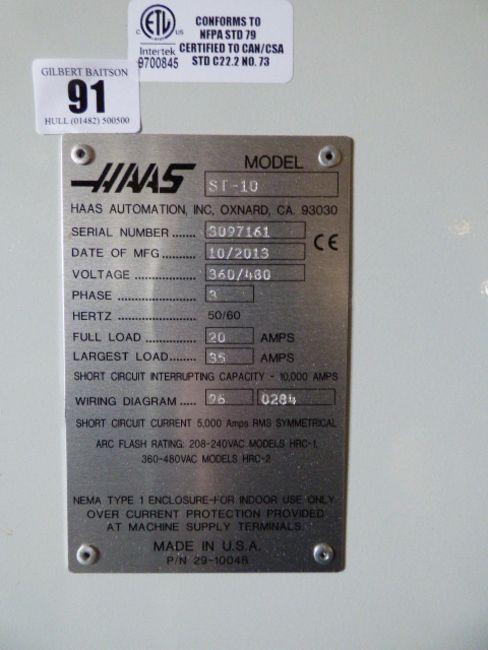 ETL
C US
Intertek
9700845
CONFORMS TO
NFPA STD 79
CERTIFIED TO CAN/CSA
STD C22.2 NO. 73
GILBERT BAITSON
91
HULL (01482) 500500
HAAS
MODEL
ST-10
HAAS AUTOMATION, INC, OXNARD, CA. 93030
SERIAL NUMBER ...... 3097161
CE
DATE OF MFG ........ 10/2013
VOLTAGE ............... 360/480
PHASE .................... 3
HERTZ .................... 50/60
FULL LOAD ............ 20 AMPS
LARGEST LOAD....... 35 AMPS
SHORT CIRCUIT INTERRUPTING CAPACITY - 10,000 AMPS
WIRING DIAGRAM ..... 96 0284
SHORT CIRCUIT CURRENT 5,000 Amps RMS SYMMETRICAL
ARC FLASH RATING: 208-240VAC MODELS HRC-1,
360-480VAC MODELS HRC-2
NEMA TYPE 1 ENCLOSURE-FOR INDOOR USE ONLY
OVER CURRENT PROTECTION PROVIDED
AT MACHINE SUPPLY TERMINALS
MADE IN U.S.A.
P/N 29-10048